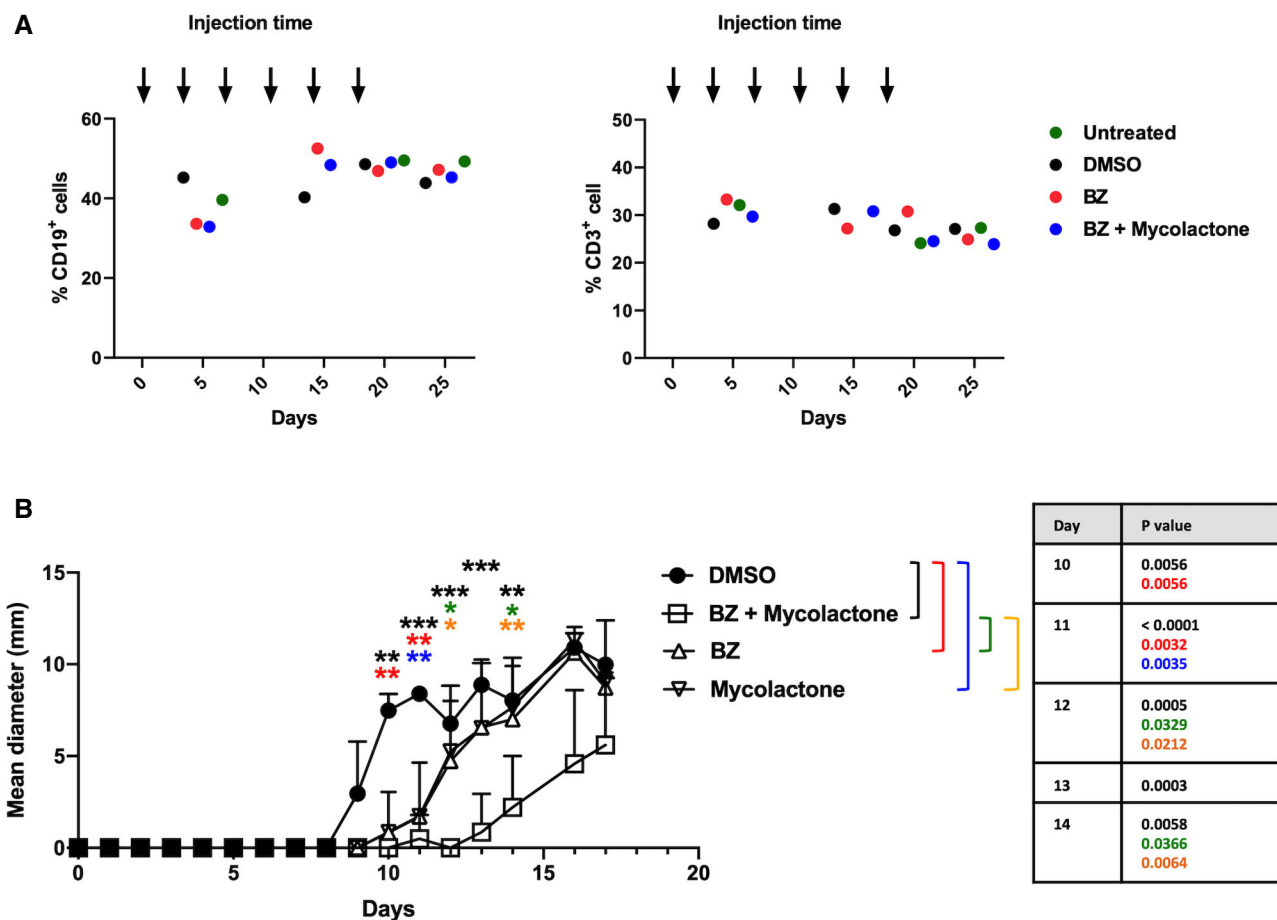 A
Injection time
% CD19+ cells
60
40
20
0
0 5 10 15 20 25
Days
Injection time
% CD3+ cell
50
40
30
20
10
0
0 5 10 15 20 25
Days
Untreated
DMSO
BZ
BZ + Mycolactone
B
Mean diameter (mm)
15
10
5
0
0 5 10 15 20
Days
** *** *** *** **
** ** * *
** * **
DMSO
BZ + Mycolactone
BZ
Mycolactone
Day P value
10 0.0056
0.0056
11 < 0.0001
0.0032
0.0035
12 0.0005
0.0329
0.0212
13 0.0003
14 0.0058
0.0366
0.0064